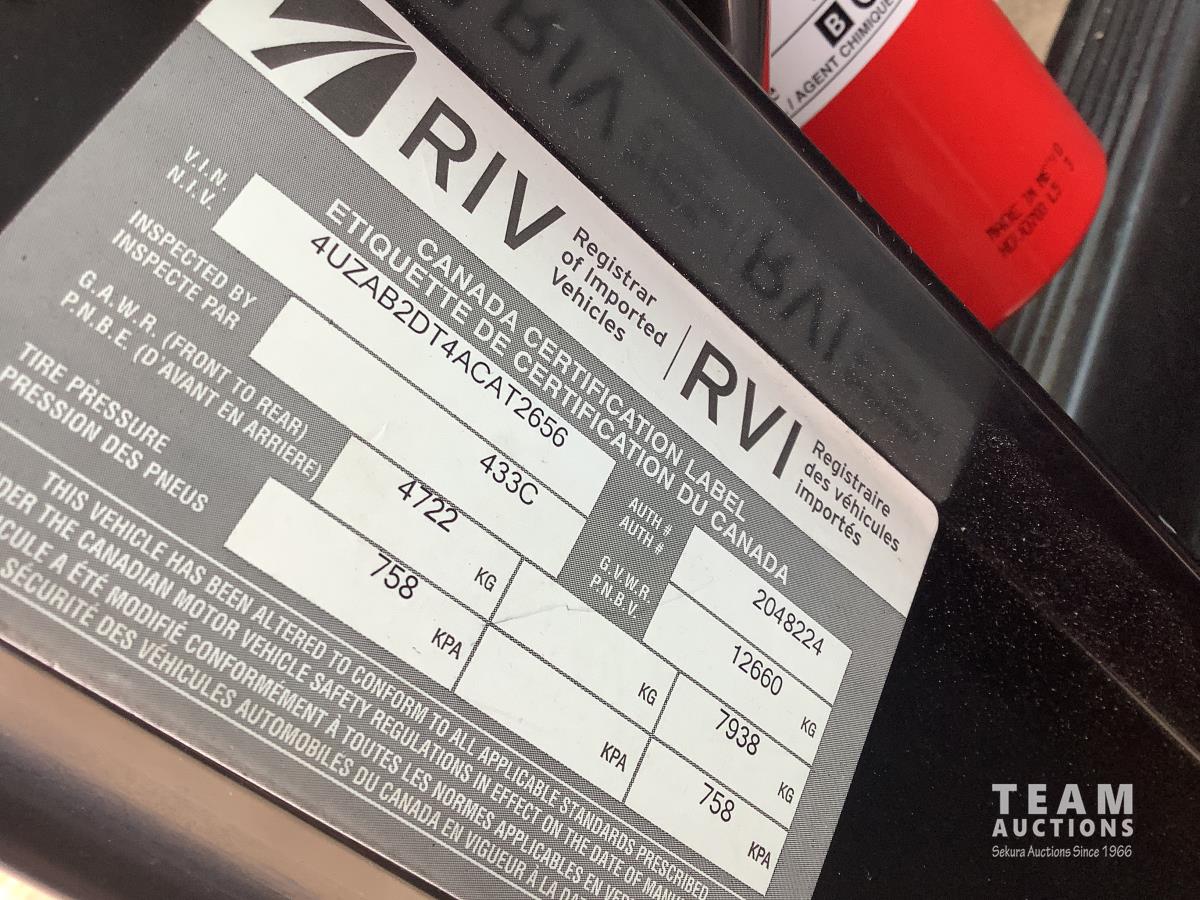 RIV Registrar
of Imported
Vehicles
RVI Registraire
des véhicules
importés
CANADA CERTIFICATION LABEL
ETIQUETTE DE CERTIFICATION DU CANADA
V.I.N.
N.I.V.
4UZAB2DT4ACAT2656
AUTH #
AUTH #
2048224
INSPECTED BY
INSPECTE PAR
433C
G.V.W.R.
P.N.B.V.
12660 KG
G.A.W.R. (FRONT TO REAR)
P.N.B.E. (D'AVANT EN ARRIÈRE)
4722 KG
KG
7938 KG
TIRE PRESSURE
PRESSION DES PNEUS
758 KPA
KPA
758 KPA
THIS VEHICLE HAS BEEN ALTERED TO CONFORM TO ALL APPLICABLE STANDARDS PRESCRIBED
THE CANADIAN MOTOR VEHICLE SAFETY REGULATIONS IN EFFECT ON THE DATE OF
A ÉTÉ MODIFIÉ CONFORMÉMENT À TOUTES LES NORMES APPLICABLES EN
SÉCURITÉ DES VÉHICULES AUTOMOBILES DU CANADA EN VIGUEUR À LA
B
/ AGENT CHIMIQUE
MADE IN
TEAM
AUCTIONS
Sekura Auctions Since 1966